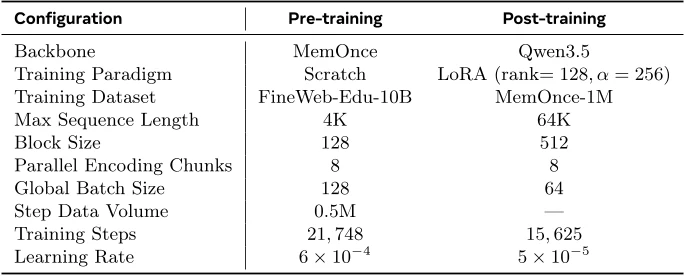 Configuration Pre-training Post-training
Backbone MemOnce Qwen3.5
Training Paradigm Scratch LoRA (rank= 128, α = 256)
Training Dataset FineWeb-Edu-10B MemOnce-1M
Max Sequence Length 4K 64K
Block Size 128 512
Parallel Encoding Chunks 8 8
Global Batch Size 128 64
Step Data Volume 0.5M —
Training Steps 21,748 15,625
Learning Rate 6 × 10⁻⁴ 5 × 10⁻⁵